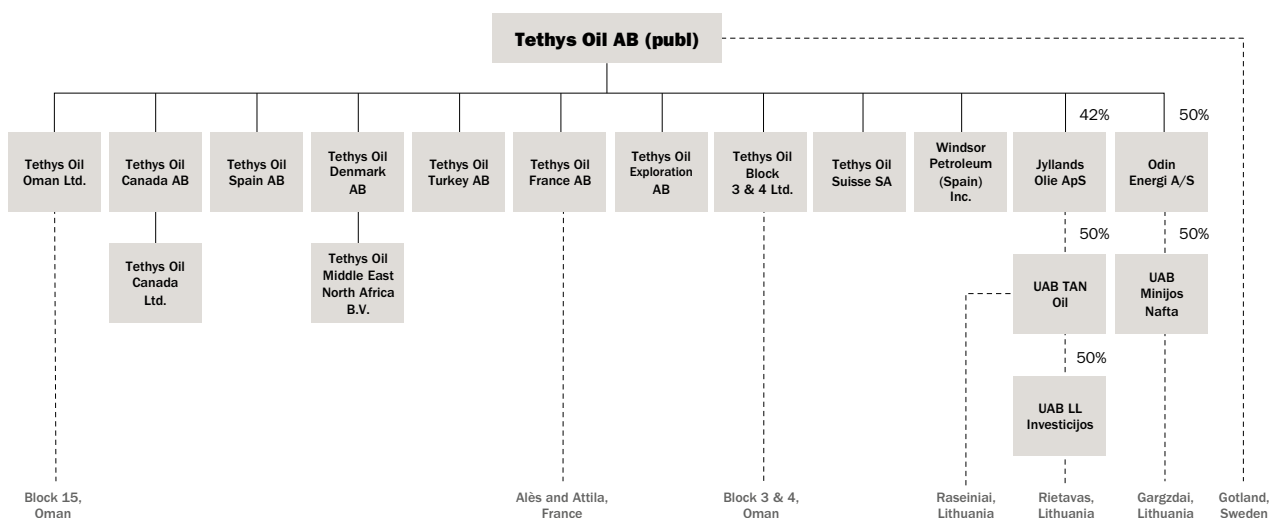 Tethys Oil AB (publ)
42%
50%
Tethys Oil
Oman Ltd.
Tethys Oil
Canada AB
Tethys Oil
Spain AB
Tethys Oil
Denmark
AB
Tethys Oil
Turkey AB
Tethys Oil
France AB
Tethys Oil
Exploration
AB
Tethys Oil
Block
3 & 4 Ltd.
Tethys Oil
Suisse SA
Windsor
Petroleum
(Spain)
Inc.
Jyllands
Olie ApS
Odin
Energi A/S
50%
50%
Tethys Oil
Canada
Ltd.
Tethys Oil
Middle East
North Africa
B.V.
UAB TAN
Oil
UAB
Minijos
Nafta
50%
UAB LL
Investicijos
Block 15,
Oman
Alès and Attila,
France
Block 3 & 4,
Oman
Raseiniai,
Lithuania
Rietavas,
Lithuania
Gargzdai,
Lithuania
Gotland,
Sweden